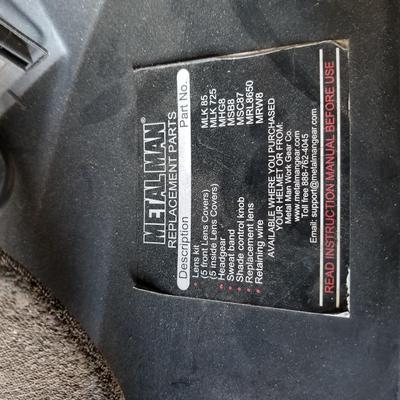 METAL MAN
REPLACEMENT PARTS
Description Part No.
• Lens kit MLK 85
(5 front Lens Covers) MLK 725
(5 inside Lens Covers)
• Headgear MHG8
• Sweat band MSB8
• Shade control knob MSC87
• Replacement lens MRL8650
• Retaining wire MRW8
AVAILABLE WHERE YOU PURCHASED
YOUR HELMET OR FROM:
Metal Man Work Gear Co.
www.metalmangear.com
Toll free 888-762-4045
Email: support@metalmangear.com
READ INSTRUCTION MANUAL BEFORE USE